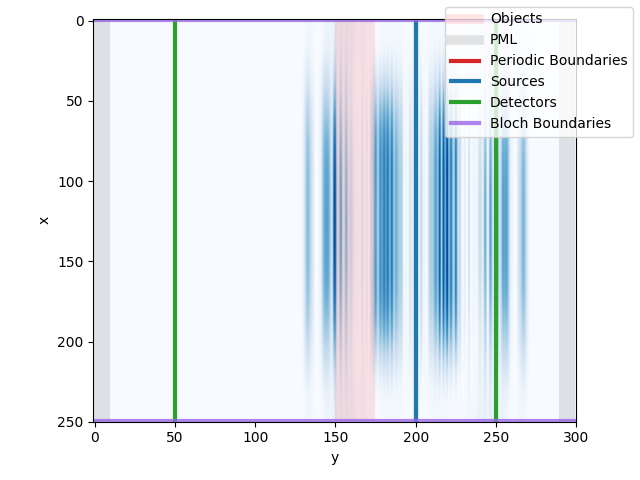 Objects
PML
Periodic Boundaries
Sources
Detectors
Bloch Boundaries
0
50
100
150
200
250
x
0
50
100
150
200
250
300
y